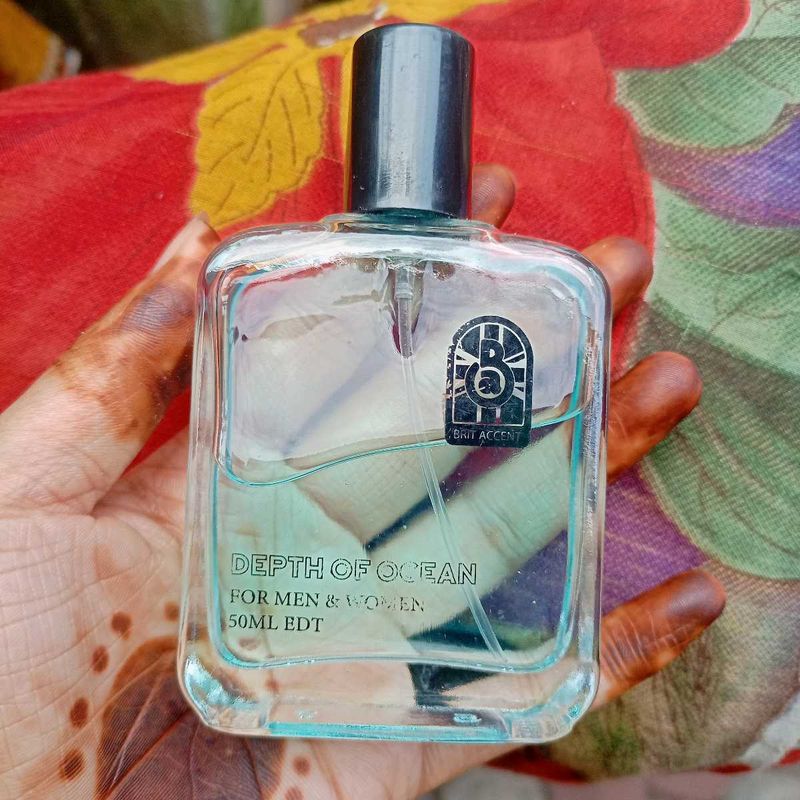 B
BRIT ACCENT
DEPTH OF OCEAN
FOR MEN & WOMEN
50ML EDT